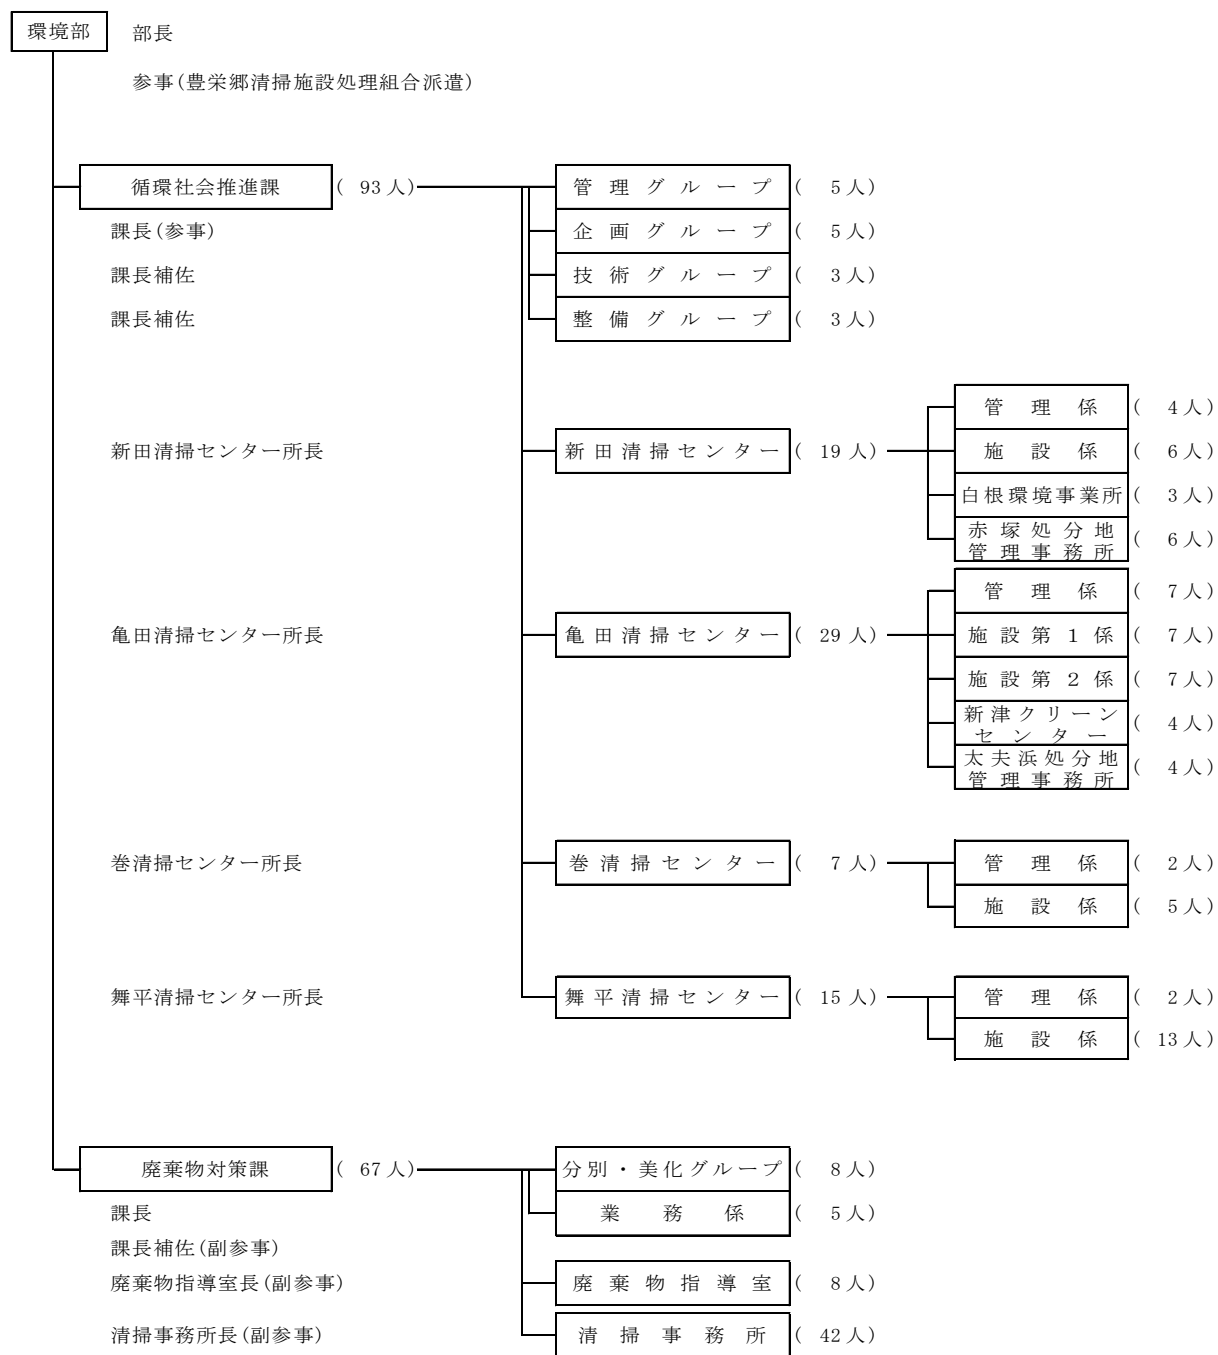 環境部 部長
参事(豊栄郷清掃施設処理組合派遣)
循環社会推進課 ( 93人) 管理グループ ( 5人)
課長(参事) 企画グループ ( 5人)
課長補佐 技術グループ ( 3人)
課長補佐 整備グループ ( 3人)
管理係 ( 4人)
新田清掃センター所長 新田清掃センター ( 19人) 施設係 ( 6人)
白根環境事業所 ( 3人)
赤塚処分地
管理事務所 ( 6人)
管理係 ( 7人)
亀田清掃センター所長 亀田清掃センター ( 29人) 施設第1係 ( 7人)
施設第2係 ( 7人)
新津クリーン
センター ( 4人)
太夫浜処分地
管理事務所 ( 4人)
巻清掃センター所長 巻清掃センター ( 7人) 管理係 ( 2人)
施設係 ( 5人)
舞平清掃センター所長 舞平清掃センター ( 15人) 管理係 ( 2人)
施設係 ( 13人)
廃棄物対策課 ( 67人) 分別・美化グループ ( 8人)
課長 業務係 ( 5人)
課長補佐(副参事)
廃棄物指導室長(副参事) 廃棄物指導室 ( 8人)
清掃事務所長(副参事) 清掃事務所 ( 42人)